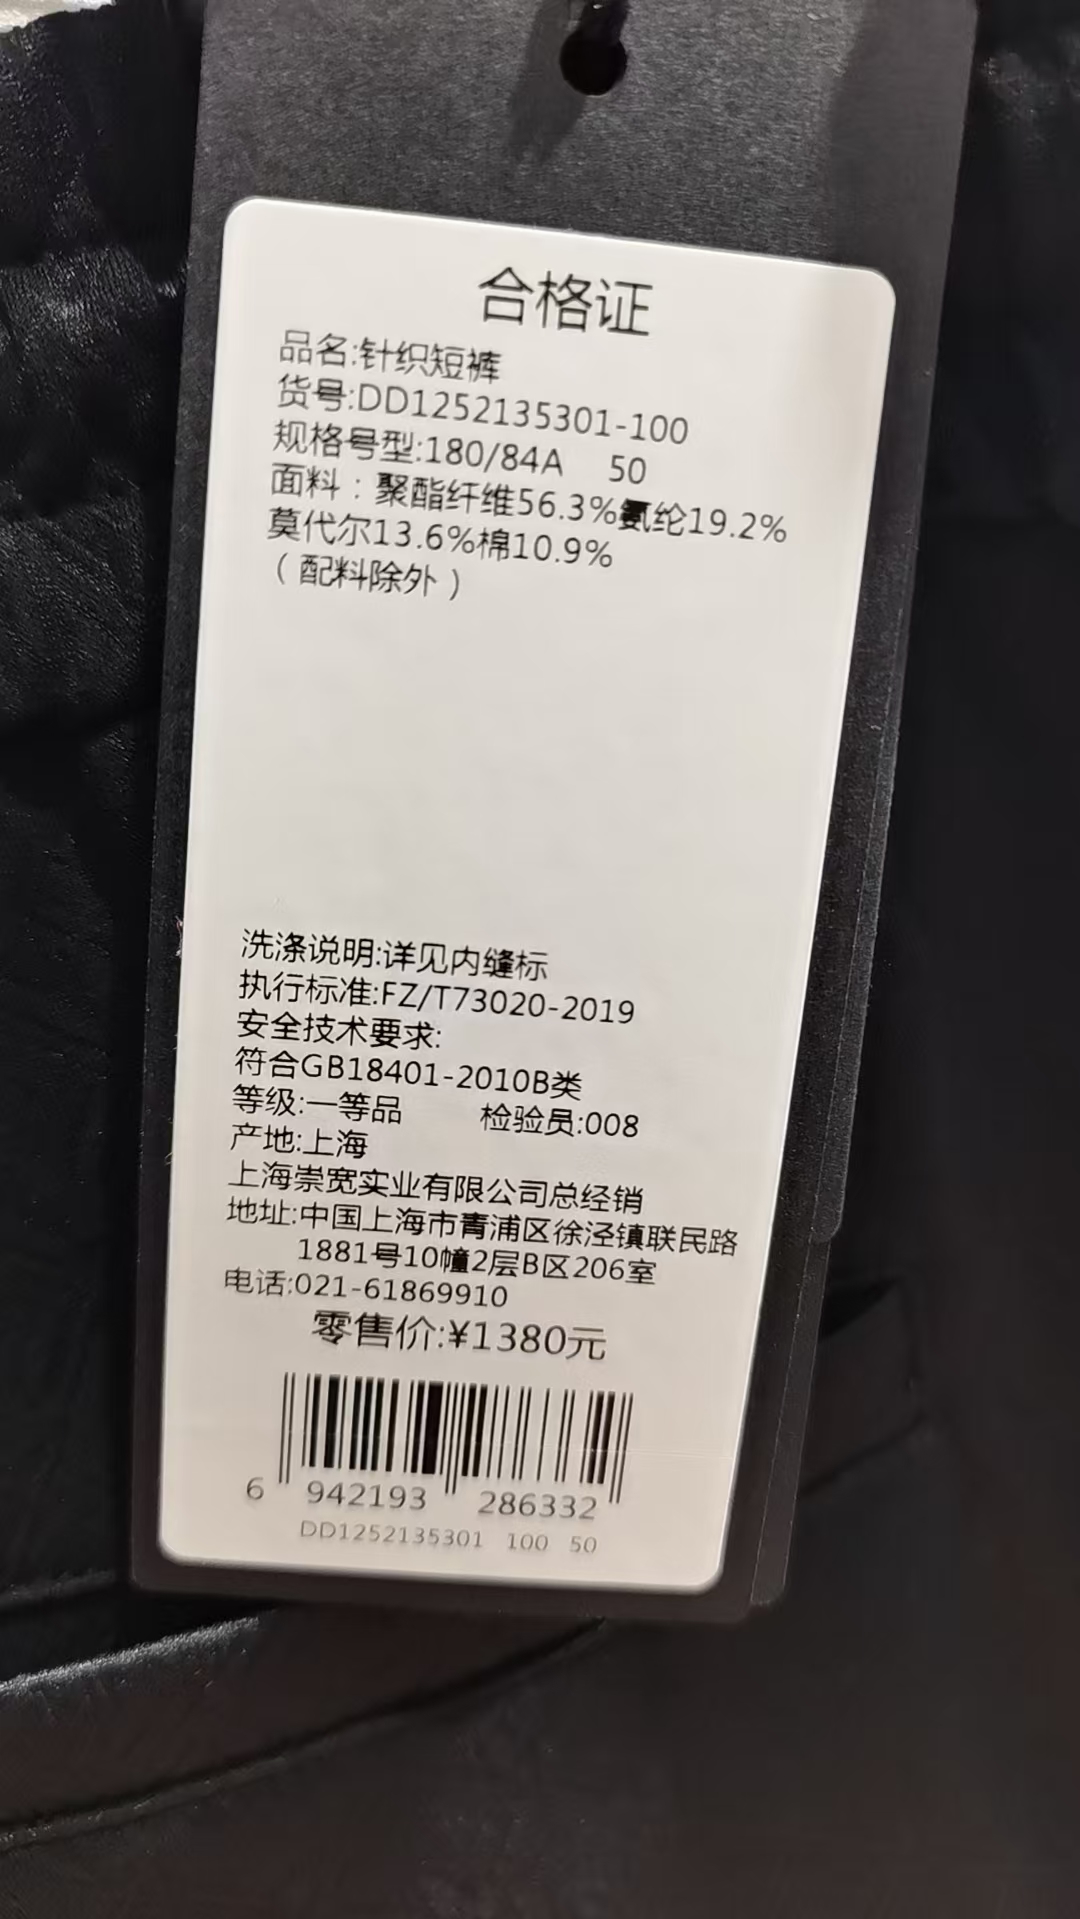 合格证
品名:针织短裤
货号:DD1252135301-100
规格号型:180/84A 50
面料：聚酯纤维56.3%氨纶19.2%
莫代尔13.6%棉10.9%
（配料除外）
洗涤说明:详见内缝标
执行标准:FZ/T73020-2019
安全技术要求:
符合GB18401-2010B类
等级:一等品 检验员:008
产地:上海
上海崇宽实业有限公司总经销
地址:中国上海市青浦区徐泾镇联民路
1881号10幢2层B区206室
电话:021-61869910
零售价:¥1380元
6 942193 286332
DD1252135301 100 50